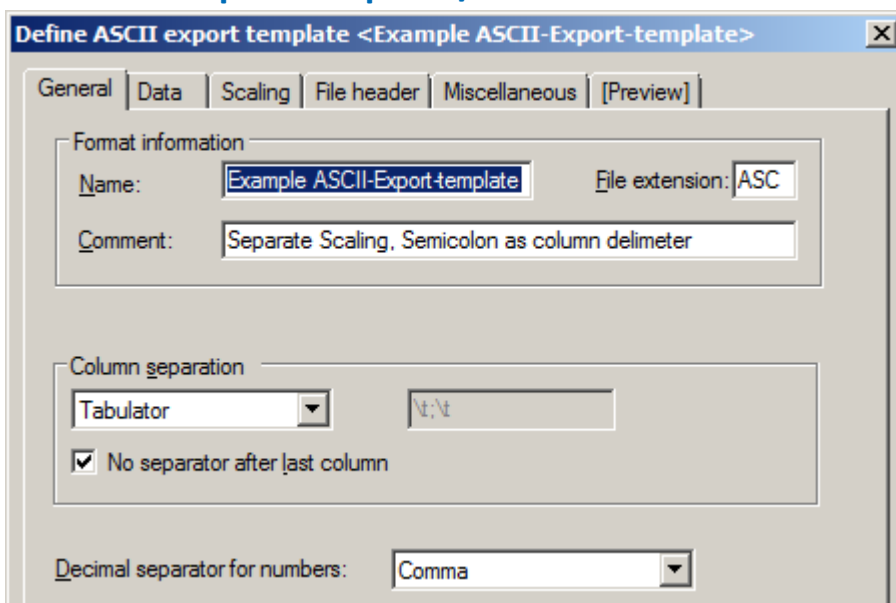 Define ASCII export template <Example ASCII-Export-template>
General Data Scaling File header Miscellaneous [Preview]
Format information
Name: Example ASCII-Export-template File extension: ASC
Comment: Separate Scaling, Semicolon as column delimeter
Column separation
Tabulator \t;\t
No separator after last column
Decimal separator for numbers: Comma